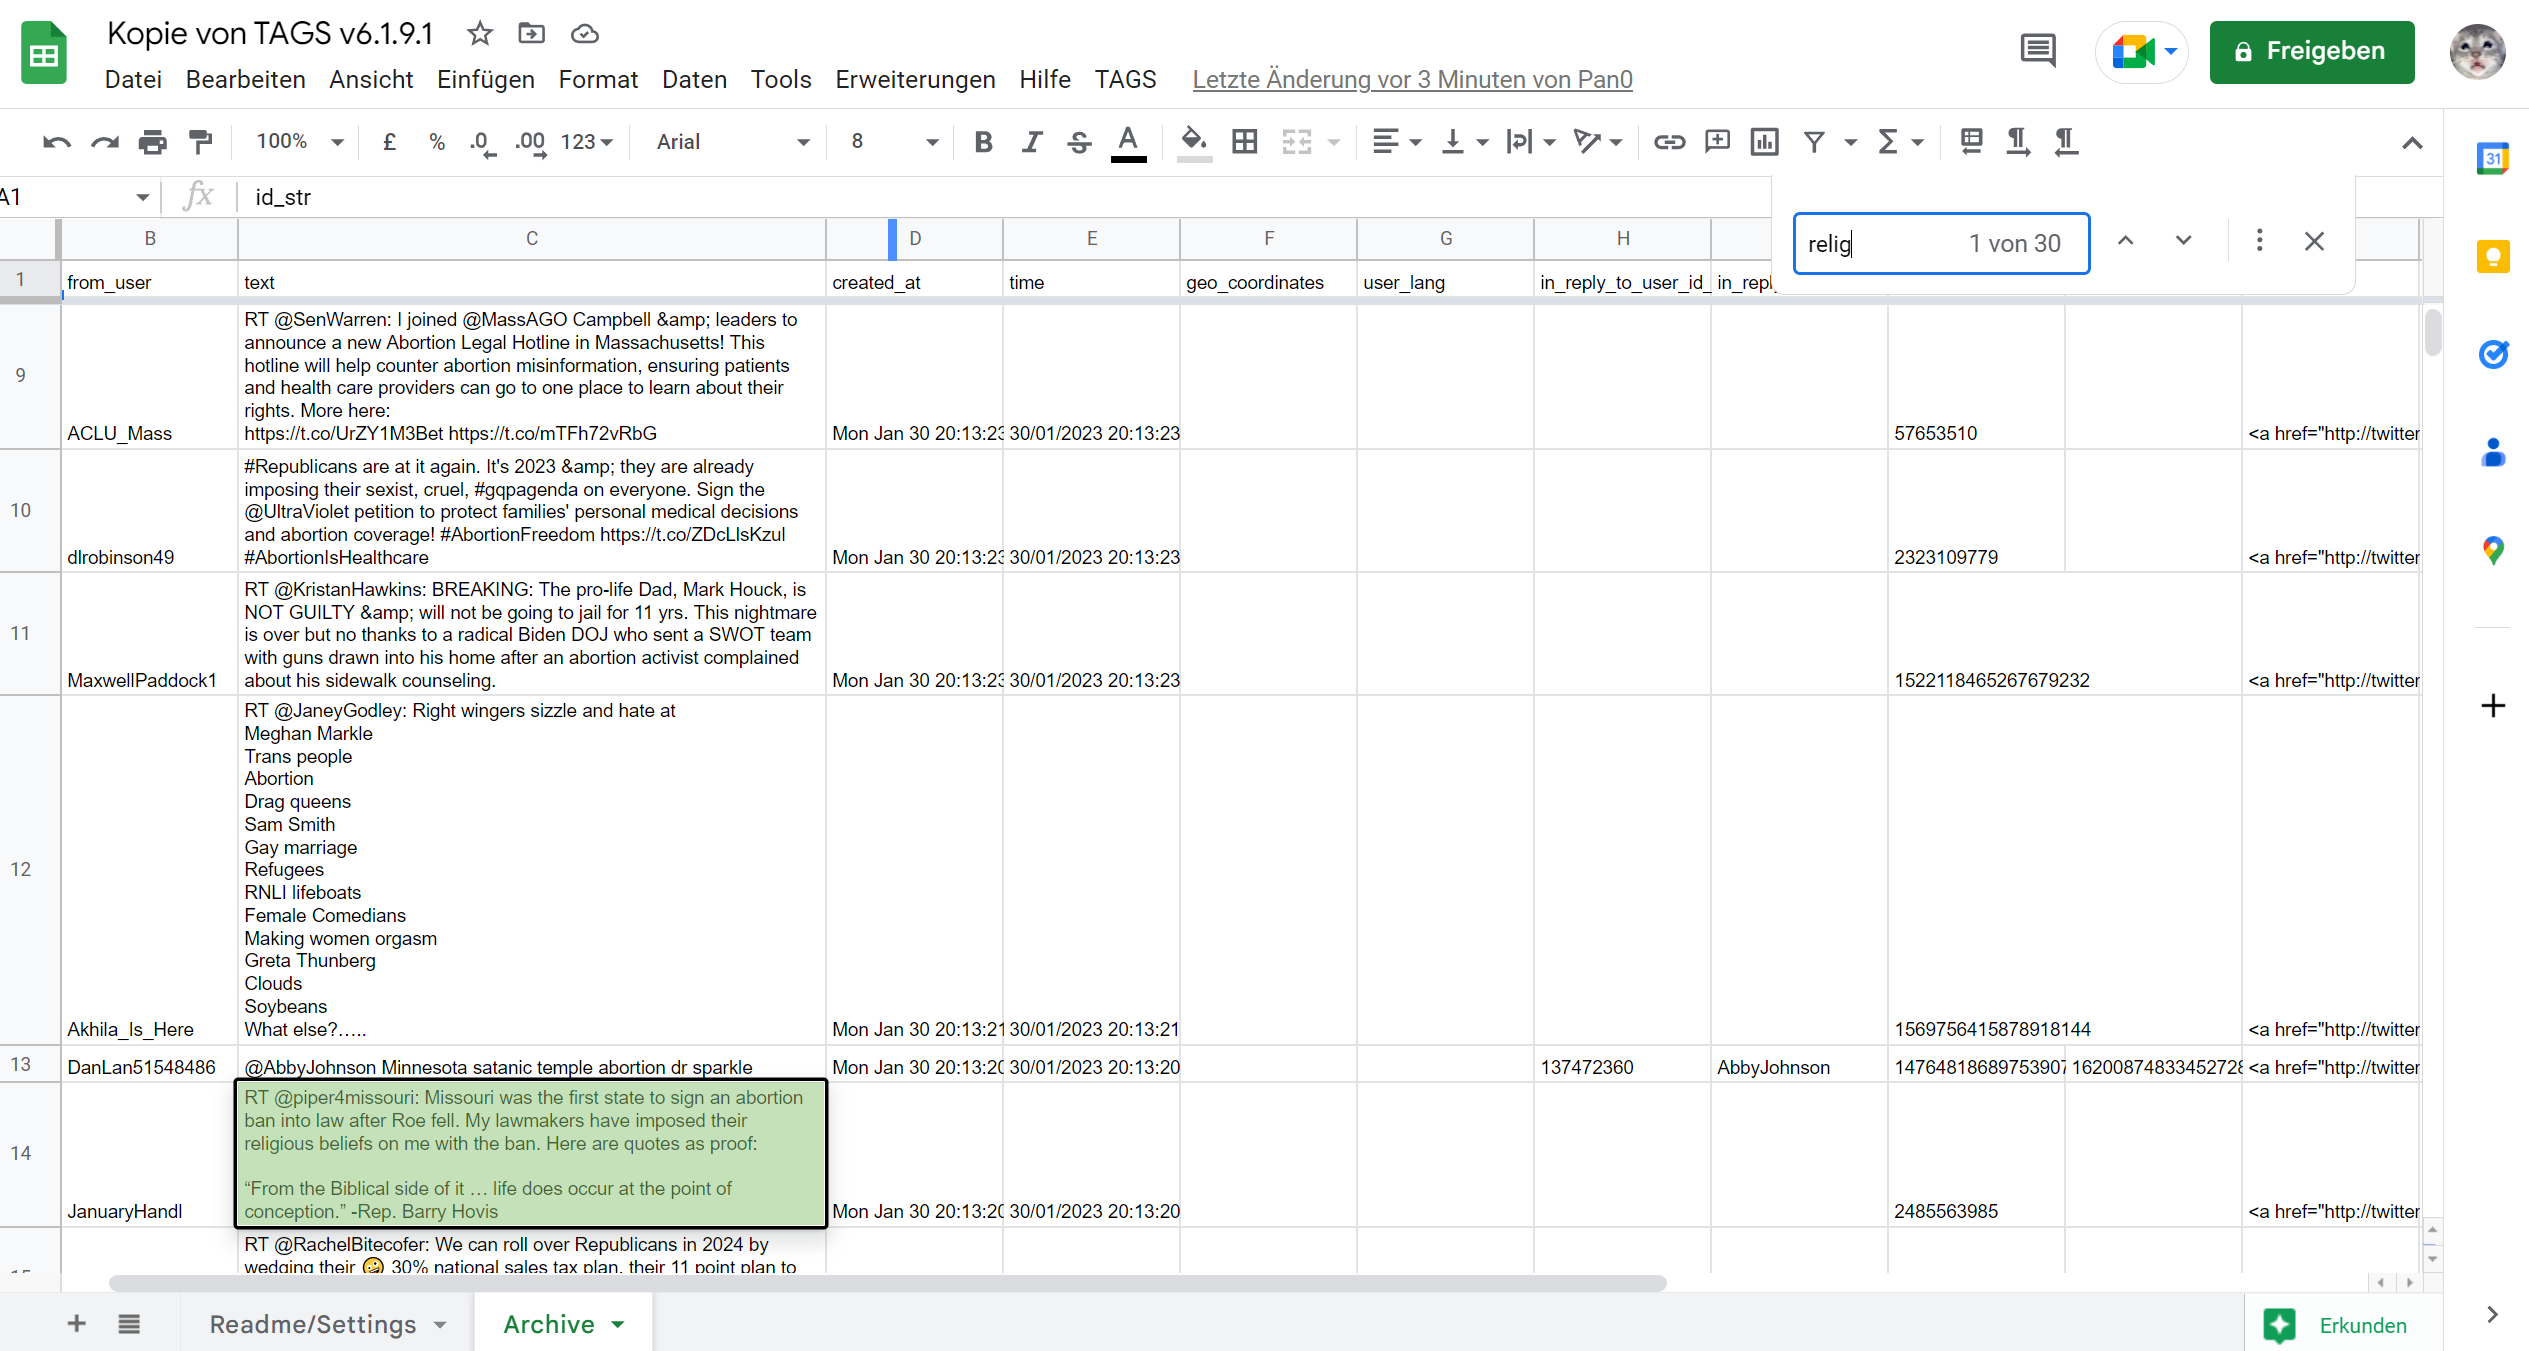 Kopie von TAGS v6.1.9.1
Datei Bearbeiten Ansicht Einfügen Format Daten Tools Erweiterungen Hilfe TAGS Letzte Änderung vor 3 Minuten von Pan0
Freigeben
100% £ % .0 .00 123 Arial 8 B I S A Σ
31
A1 fx id_str
relig 1 von 30
B C D E F G H
1 from_user text created_at time geo_coordinates user_lang in_reply_to_user_id_ in_repl
RT @SenWarren: I joined @MassAGO Campbell &amp; leaders to
announce a new Abortion Legal Hotline in Massachusetts! This
hotline will help counter abortion misinformation, ensuring patients
and health care providers can go to one place to learn about their
rights. More here:
9 ACLU_Mass https://t.co/UrZY1M3Bet https://t.co/mTFh72vRbG Mon Jan 30 20:13:23 30/01/2023 20:13:23 57653510 <a href="http://twitter
#Republicans are at it again. It's 2023 &amp; they are already
imposing their sexist, cruel, #gqpagenda on everyone. Sign the
@UltraViolet petition to protect families' personal medical decisions
and abortion coverage! #AbortionFreedom https://t.co/ZDcLlsKzul
10 dlrobinson49 #AbortionIsHealthcare Mon Jan 30 20:13:23 30/01/2023 20:13:23 2323109779 <a href="http://twitter
RT @KristanHawkins: BREAKING: The pro-life Dad, Mark Houck, is
NOT GUILTY &amp; will not be going to jail for 11 yrs. This nightmare
is over but no thanks to a radical Biden DOJ who sent a SWOT team
with guns drawn into his home after an abortion activist complained
11 MaxwellPaddock1 about his sidewalk counseling. Mon Jan 30 20:13:23 30/01/2023 20:13:23 1522118465267679232 <a href="http://twitter
RT @JaneyGodley: Right wingers sizzle and hate at
Meghan Markle
Trans people
Abortion
Drag queens
Sam Smith
Gay marriage
Refugees
RNLI lifeboats
Female Comedians
Making women orgasm
Greta Thunberg
Clouds
Soybeans
12 Akhila_Is_Here What else?….. Mon Jan 30 20:13:21 30/01/2023 20:13:21 1569756415878918144 <a href="http://twitter
13 DanLan51548486 @AbbyJohnson Minnesota satanic temple abortion dr sparkle Mon Jan 30 20:13:20 30/01/2023 20:13:20 137472360 AbbyJohnson 14764818689753907 16200874833452728 <a href="http://twitter
RT @piper4missouri: Missouri was the first state to sign an abortion
ban into law after Roe fell. My lawmakers have imposed their
religious beliefs on me with the ban. Here are quotes as proof:
“From the Biblical side of it … life does occur at the point of
14 JanuaryHandl conception.” -Rep. Barry Hovis Mon Jan 30 20:13:20 30/01/2023 20:13:20 2485563985 <a href="http://twitter
RT @RachelBitecofer: We can roll over Republicans in 2024 by
wedging their 🤪 30% national sales tax plan, their 11 point plan to
Readme/Settings Archive Erkunden